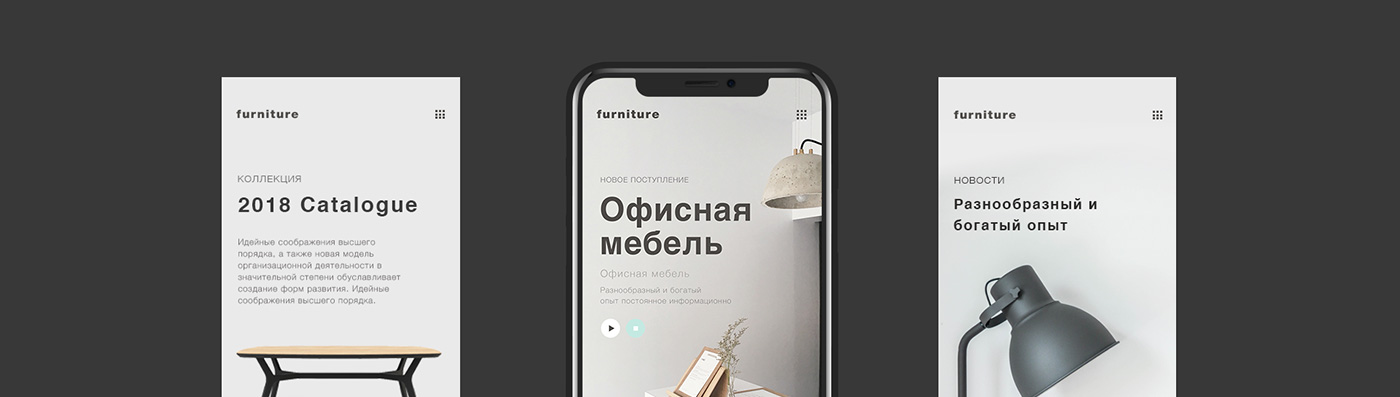 furniture
КОЛЛЕКЦИЯ
2018 Catalogue
Идейные соображения высшего
порядка, а также новая модель
организационной деятельности в
значительной степени обуславливает
создание форм развития. Идейные
соображения высшего порядка.
furniture
НОВОЕ ПОСТУПЛЕНИЕ
Офисная
мебель
Офисная мебель
Разнообразный и богатый
опыт постоянное информационно
furniture
НОВОСТИ
Разнообразный и
богатый опыт